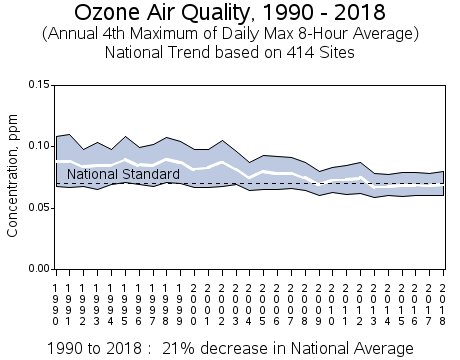 Ozone Air Quality, 1990 - 2018
(Annual 4th Maximum of Daily Max 8-Hour Average)
National Trend based on 414 Sites
Concentration, ppm
0.15
0.10
0.05
0.00
National Standard
1990 1991 1992 1993 1994 1995 1996 1997 1998 1999 2000 2001 2002 2003 2004 2005 2006 2007 2008 2009 2010 2011 2012 2013 2014 2015 2016 2017 2018
1990 to 2018 : 21% decrease in National Average